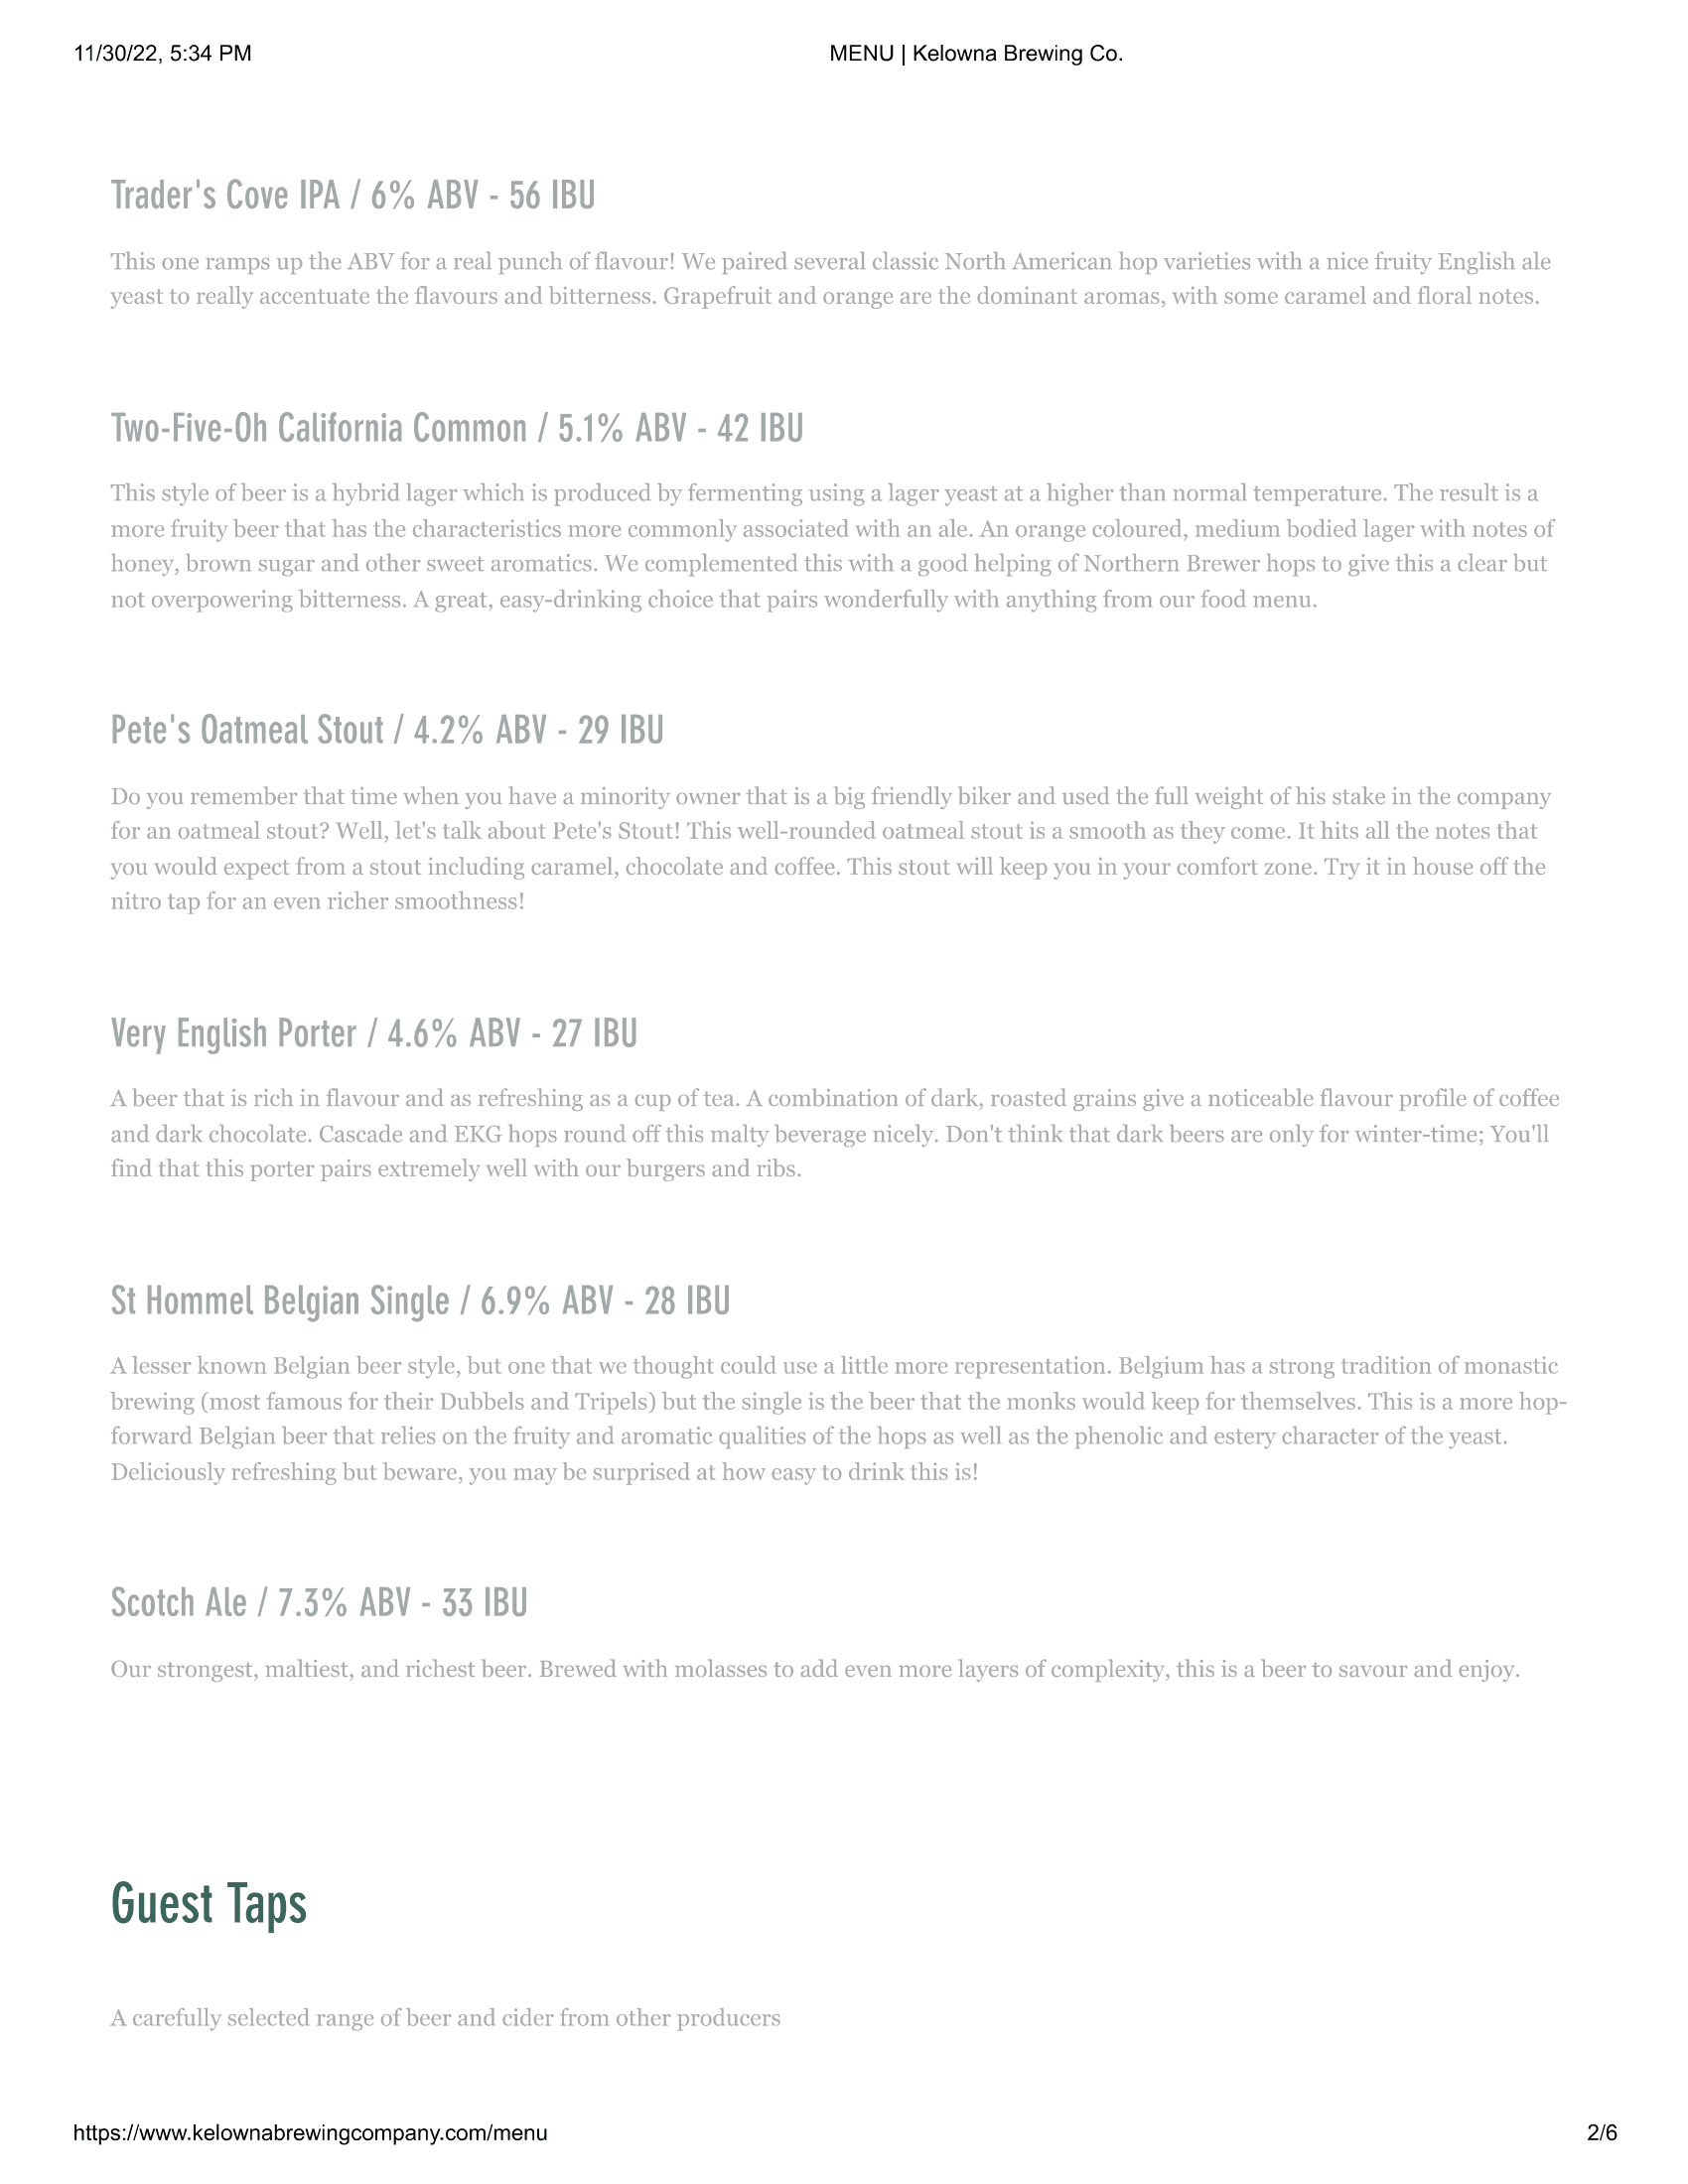 11/30/22, 5:34 PM
MENU | Kelowna Brewing Co.
Trader's Cove IPA / 6% ABV - 56 IBU
This one ramps up the ABV for a real punch of flavour! We paired several classic North American hop varieties with a nice fruity English ale
yeast to really accentuate the flavours and bitterness. Grapefruit and orange are the dominant aromas, with some caramel and floral notes.
Two-Five-Oh California Common / 5.1% ABV - 42 IBU
This style of beer is a hybrid lager which is produced by fermenting using a lager yeast at a higher than normal temperature. The result is a
more fruity beer that has the characteristics more commonly associated with an ale. An orange coloured, medium bodied lager with notes of
honey, brown sugar and other sweet aromatics. We complemented this with a good helping of Northern Brewer hops to give this a clear but
not overpowering bitterness. A great, easy-drinking choice that pairs wonderfully with anything from our food menu.
Pete's Oatmeal Stout / 4.2% ABV - 29 IBU
Do you remember that time when you have a minority owner that is a big friendly biker and used the full weight of his stake in the company
for an oatmeal stout? Well, let's talk about Pete's Stout! This well-rounded oatmeal stout is a smooth as they come. It hits all the notes that
you would expect from a stout including caramel, chocolate and coffee. This stout will keep you in your comfort zone. Try it in house off the
nitro tap for an even richer smoothness!
Very English Porter / 4.6% ABV - 27 IBU
A beer that is rich in flavour and as refreshing as a cup of tea. A combination of dark, roasted grains give a noticeable flavour profile of coffee
and dark chocolate. Cascade and EKG hops round off this malty beverage nicely. Don't think that dark beers are only for winter-time; You'll
find that this porter pairs extremely well with our burgers and ribs.
St Hommel Belgian Single / 6.9% ABV - 28 IBU
A lesser known Belgian beer style, but one that we thought could use a little more representation. Belgium has a strong tradition of monastic
brewing (most famous for their Dubbels and Tripels) but the single is the beer that the monks would keep for themselves. This is a more hop-
forward Belgian beer that relies on the fruity and aromatic qualities of the hops as well as the phenolic and estery character of the yeast.
Deliciously refreshing but beware, you may be surprised at how easy to drink this is!
Scotch Ale / 7.3% ABV - 33 IBU
Our strongest, maltiest, and richest beer. Brewed with molasses to add even more layers of complexity, this is a beer to savour and enjoy.
Guest Taps
A carefully selected range of beer and cider from other producers
https://www.kelownabrewingcompany.com/menu
2/6